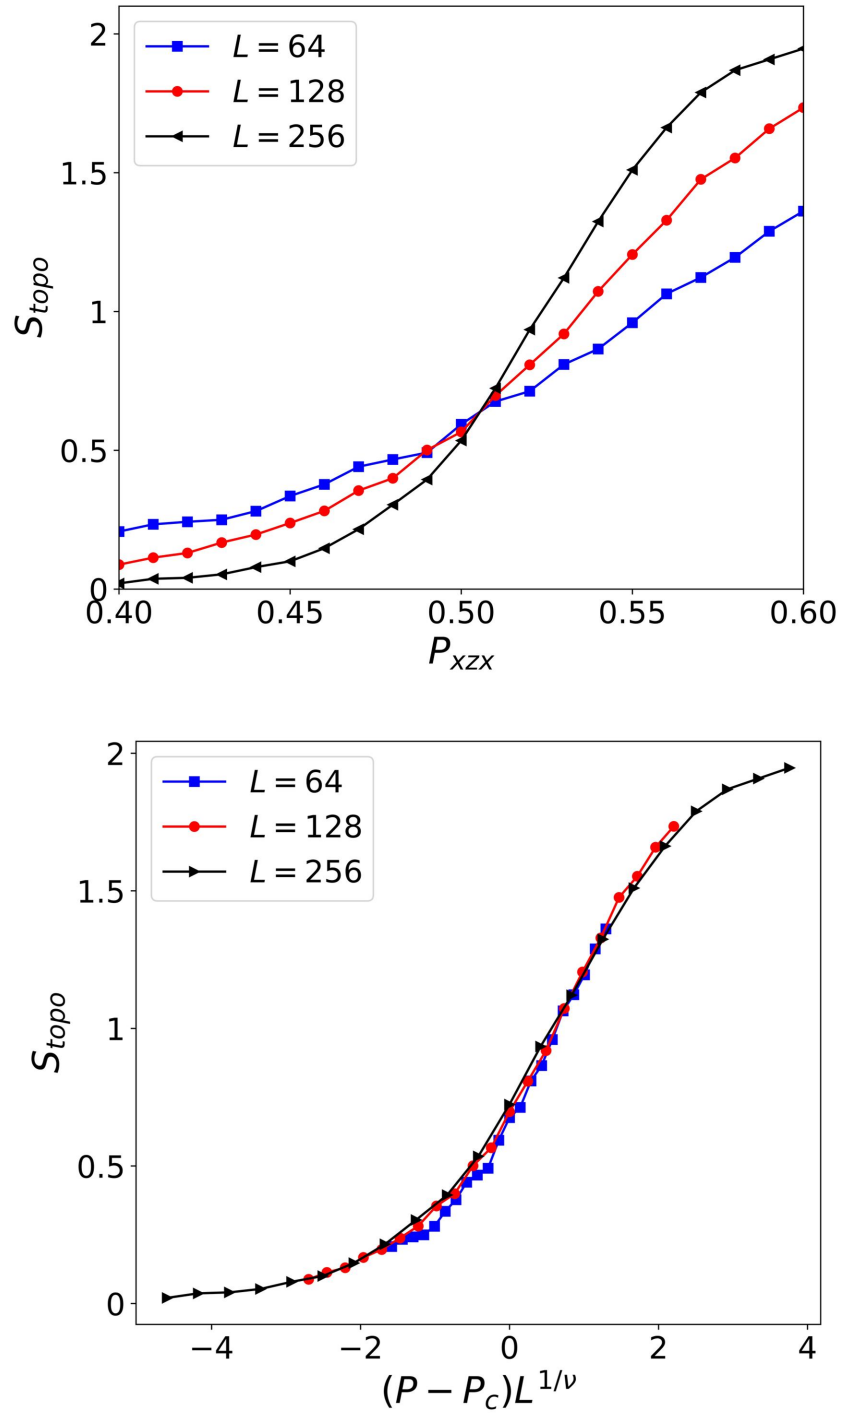 2
1.5
1
0.5
0
S_topo
L = 64
L = 128
L = 256
0.40 0.45 0.50 0.55 0.60
P_xzx
2
1.5
1
0.5
0
S_topo
L = 64
L = 128
L = 256
−4 −2 0 2 4
(P − P_c)L^{1/ν}